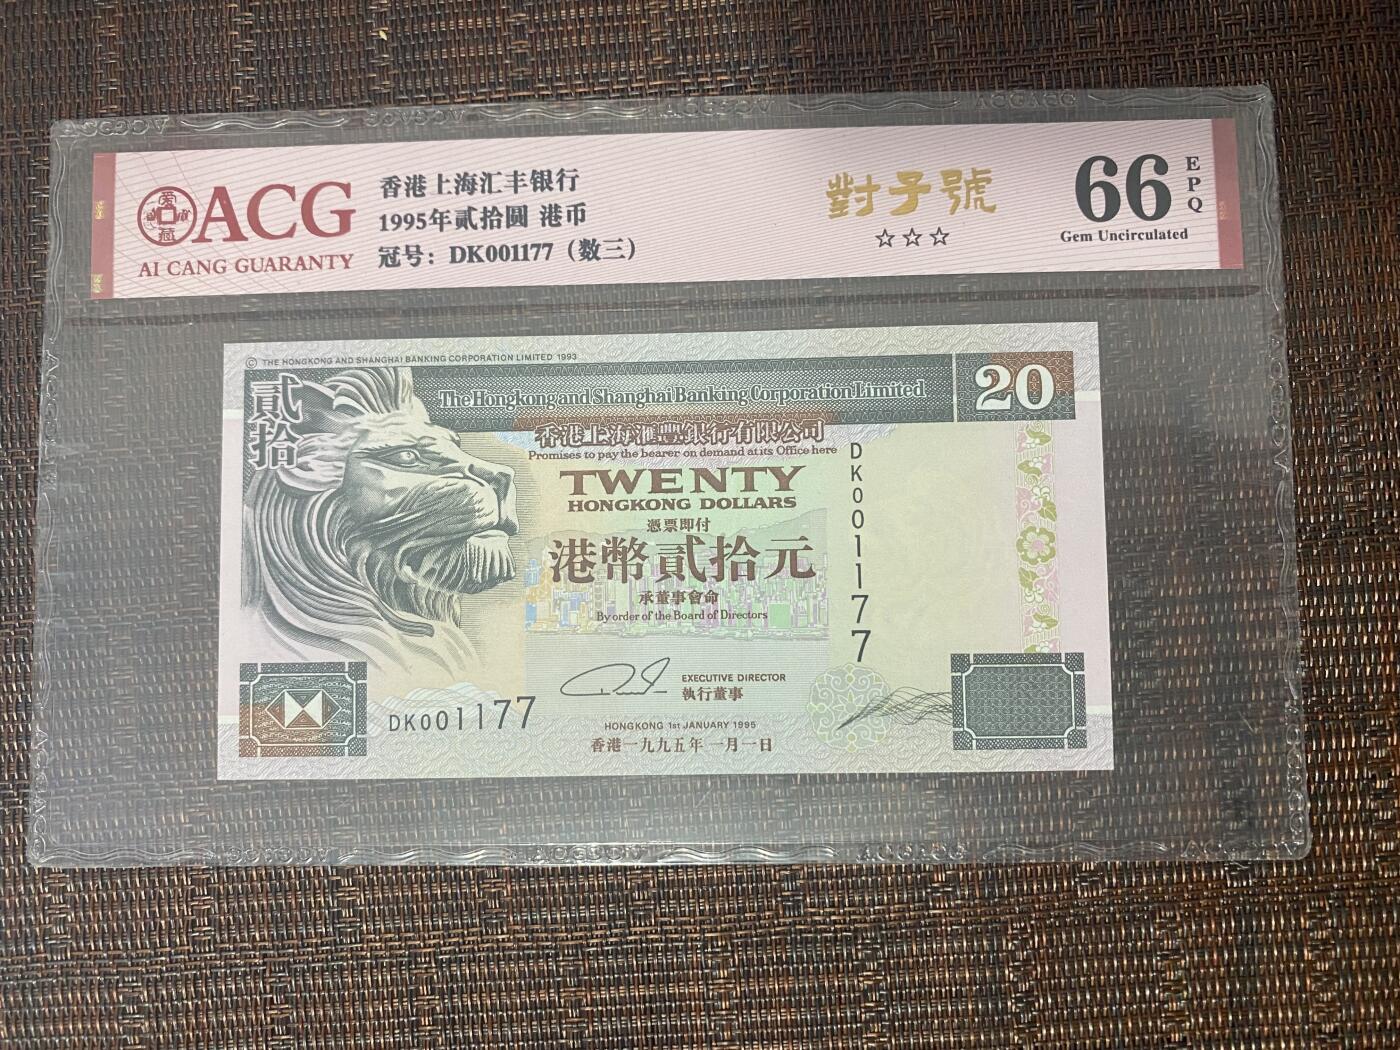 愛藏
ACG
AI CANG GUARANTY
香港上海汇丰银行
1995年贰拾圆 港币
冠号：DK001177（数三）
對子號
☆☆☆
66
EPQ
Gem Uncirculated
© THE HONGKONG AND SHANGHAI BANKING CORPORATION LIMITED 1993
貳拾
The Hongkong and Shanghai Banking Corporation Limited
20
香港上海滙豐銀行有限公司
Promises to pay the bearer on demand at its Office here
TWENTY
HONGKONG DOLLARS
憑票即付
港幣貳拾元
承董事會命
By order of the Board of Directors
DK001177
EXECUTIVE DIRECTOR
執行董事
DK001177
HONGKONG 1st JANUARY 1995
香港一九九五年一月一日